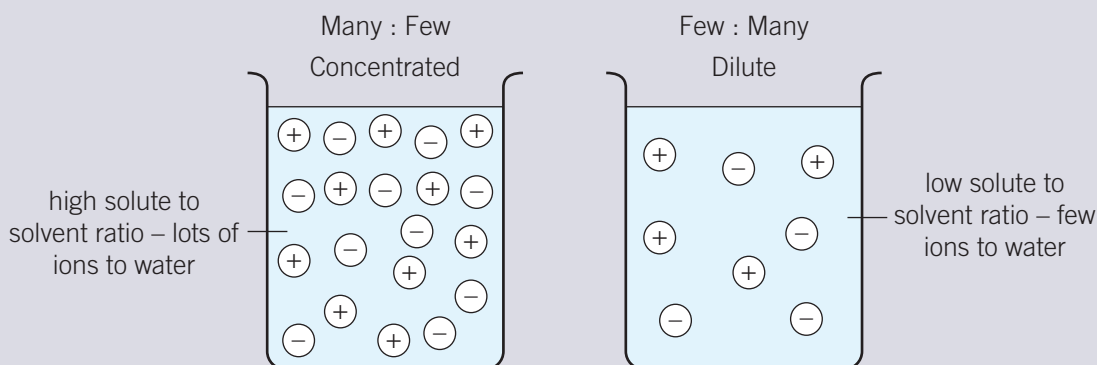 Many : Few
Concentrated
Few : Many
Dilute
high solute to
solvent ratio – lots of
ions to water
low solute to
solvent ratio – few
ions to water
+ − + − +
− + − + −
−
+ − +
+
−
+
− + −
+ − +
+ −
+
− −